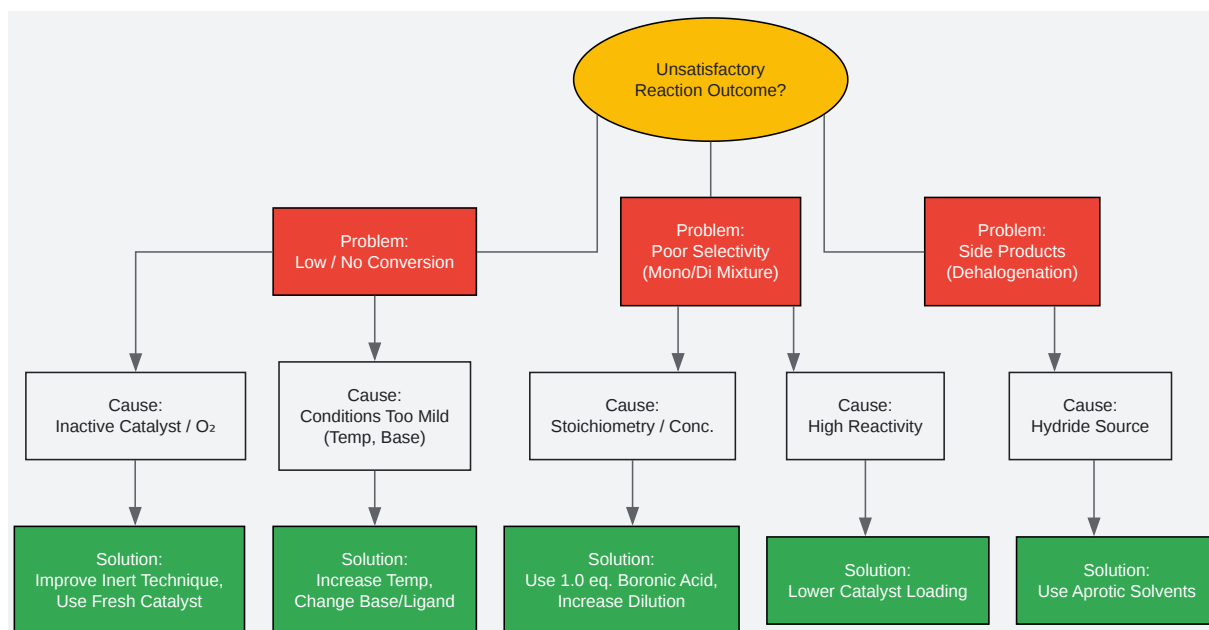 Unsatisfactory
Reaction Outcome?
Problem:
Low / No Conversion
Problem:
Poor Selectivity
(Mono/Di Mixture)
Problem:
Side Products
(Dehalogenation)
Cause:
Inactive Catalyst / O₂
Cause:
Conditions Too Mild
(Temp, Base)
Cause:
Stoichiometry / Conc.
Cause:
High Reactivity
Cause:
Hydride Source
Solution:
Improve Inert Technique,
Use Fresh Catalyst
Solution:
Increase Temp,
Change Base/Ligand
Solution:
Use 1.0 eq. Boronic Acid,
Increase Dilution
Solution:
Lower Catalyst Loading
Solution:
Use Aprotic Solvents